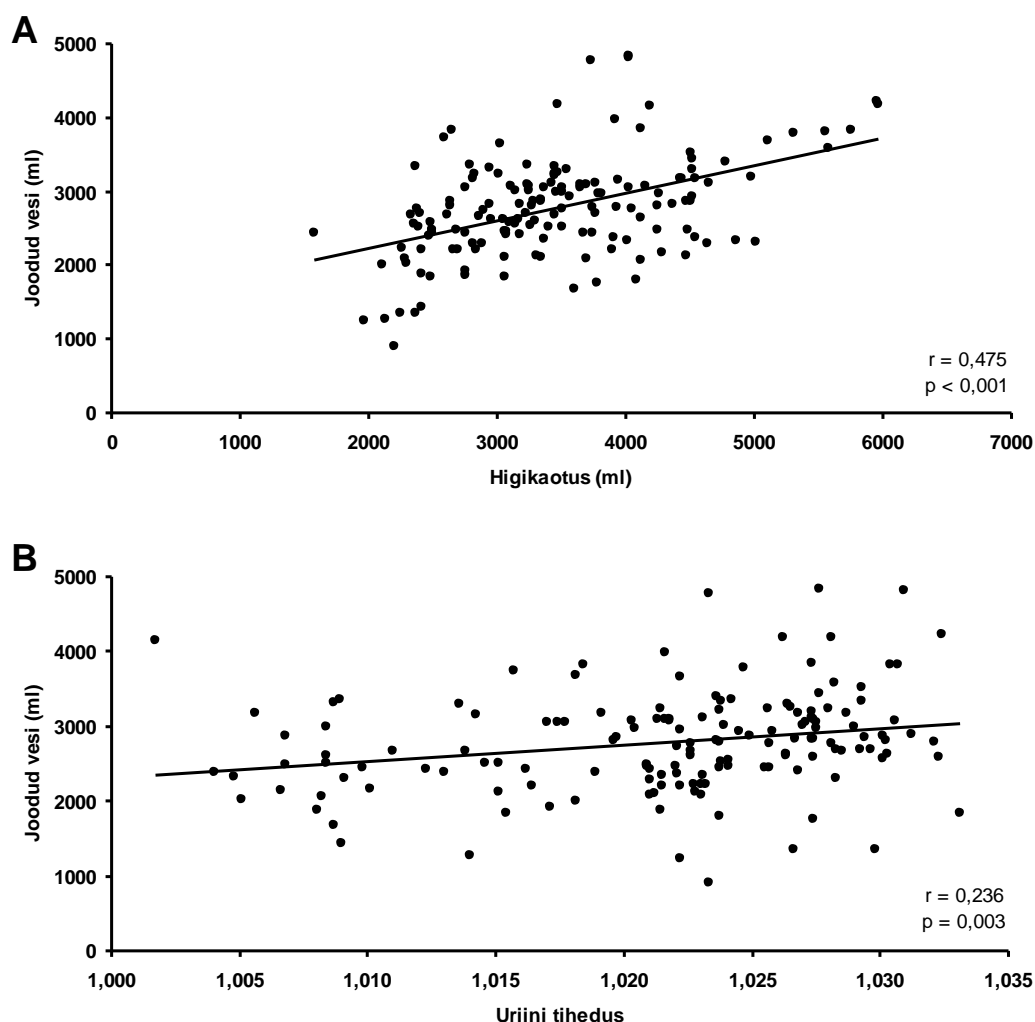 A
Joodud vesi (ml)
5000
4000
3000
2000
1000
0
r = 0,475
p < 0,001
0 1000 2000 3000 4000 5000 6000 7000
Higikaotus (ml)
B
Joodud vesi (ml)
5000
4000
3000
2000
1000
0
r = 0,236
p = 0,003
1,000 1,005 1,010 1,015 1,020 1,025 1,030 1,035
Uriini tihedus